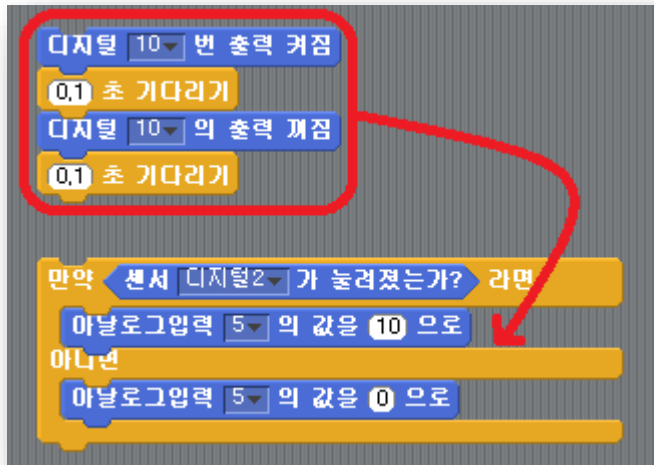 디지털 10 번 출력 켜짐
0.1 초 기다리기
디지털 10 의 출력 꺼짐
0.1 초 기다리기
만약 센서 디지털2 가 눌려졌는가? 라면
아날로그입력 5 의 값을 10 으로
아니면
아날로그입력 5 의 값을 0 으로